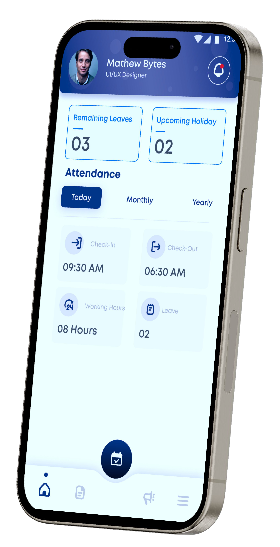 12%
Mathew Bytes
UI/UX Designer
Remaining Leaves
03
Upcoming Holiday
02
Attendance
Today
Monthly
Yearly
Check-In
09:30 AM
Check-Out
06:30 AM
Working Hours
08 Hours
Leave
02